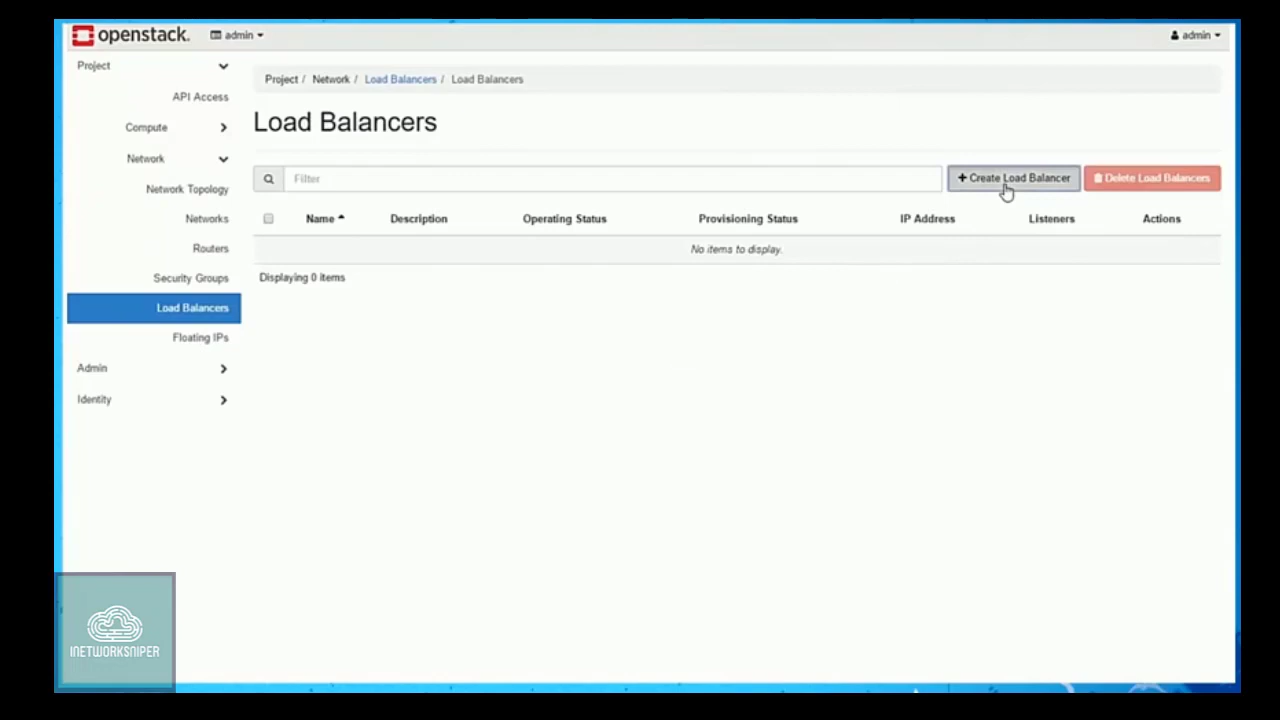 openstack. admin admin
Project
Project / Network / Load Balancers / Load Balancers
API Access
Compute
Load Balancers
Network
Filter
+ Create Load Balancer
Delete Load Balancers
Network Topology
Name Description Operating Status Provisioning Status IP Address Listeners Actions
Networks
No items to display.
Routers
Displaying 0 items
Security Groups
Load Balancers
Floating IPs
Admin
Identity
INETWORKSNIPER